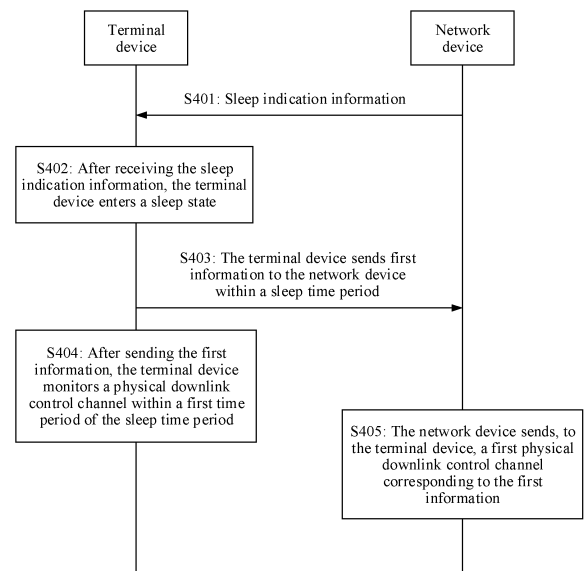 Terminal
device
Network
device
S401: Sleep indication information
S402: After receiving the sleep
indication information, the terminal
device enters a sleep state
S403: The terminal device sends first
information to the network device
within a sleep time period
S404: After sending the first
information, the terminal device
monitors a physical downlink
control channel within a first time
period of the sleep time period
S405: The network device sends, to
the terminal device, a first physical
downlink control channel
corresponding to the first
information